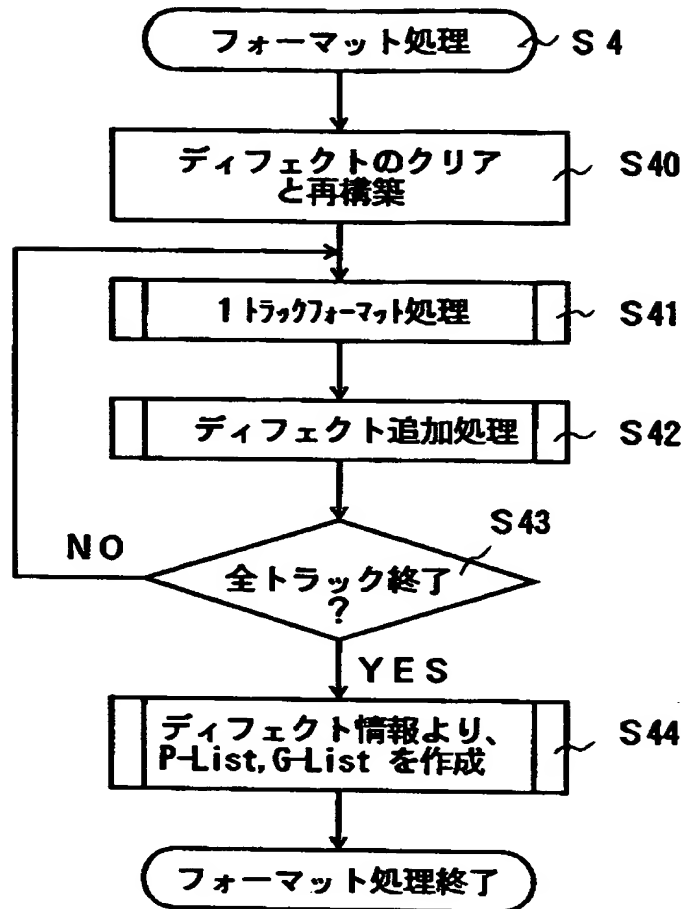 フォーマット処理
S4
ディフェクトのクリア
と再構築
S40
1 トラックフォーマット処理
S41
ディフェクト追加処理
S42
S43
NO
全トラック終了
?
YES
ディフェクト情報より、
P-List,G-List を作成
S44
フォーマット処理終了